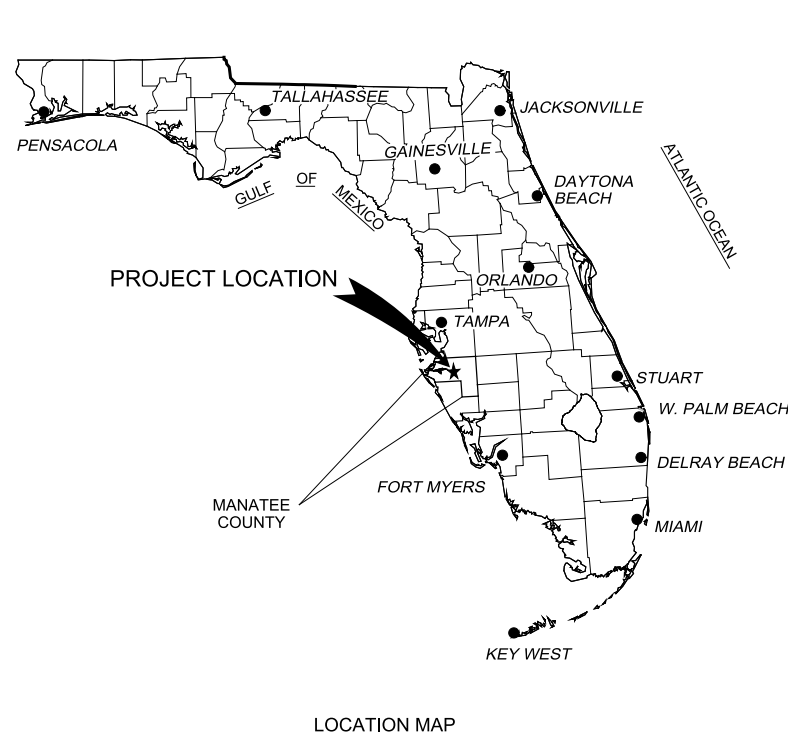 TALLAHASSEE
JACKSONVILLE
PENSACOLA
GAINESVILLE
ATLANTIC OCEAN
GULF OF MEXICO
DAYTONA
BEACH
PROJECT LOCATION
ORLANDO
TAMPA
STUART
W. PALM BEACH
DELRAY BEACH
FORT MYERS
MANATEE
COUNTY
MIAMI
KEY WEST
LOCATION MAP